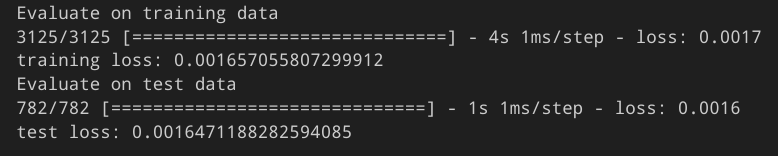 Evaluate on training data
3125/3125 [==============================] - 4s 1ms/step - loss: 0.0017
training loss: 0.001657055807299912
Evaluate on test data
782/782 [==============================] - 1s 1ms/step - loss: 0.0016
test loss: 0.0016471188282594085